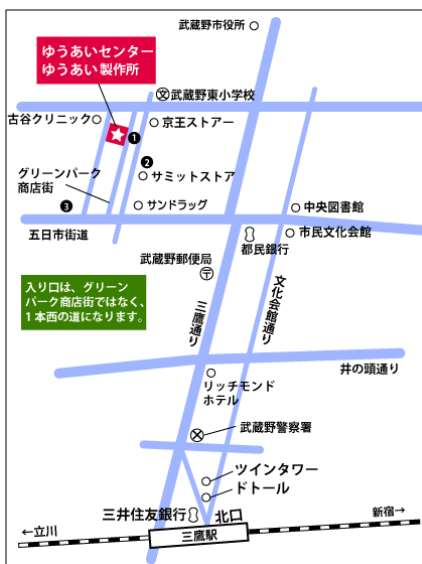 武蔵野市役所
ゆうあいセンター
ゆうあい製作所
武蔵野東小学校
文
古谷クリニック
京王ストアー
❶
❷
グリーンパーク
商店街
サミットストア
❸
サンドラッグ
中央図書館
五日市街道
市民文化会館
都民銀行
武蔵野郵便局
〒
入り口は、グリーン
パーク商店街ではなく、
1本西の道になります。
三鷹通り
文化会館通り
井の頭通り
リッチモンド
ホテル
武蔵野警察署
ツインタワー
ドトール
三井住友銀行
北口
新宿→
←立川
三鷹駅